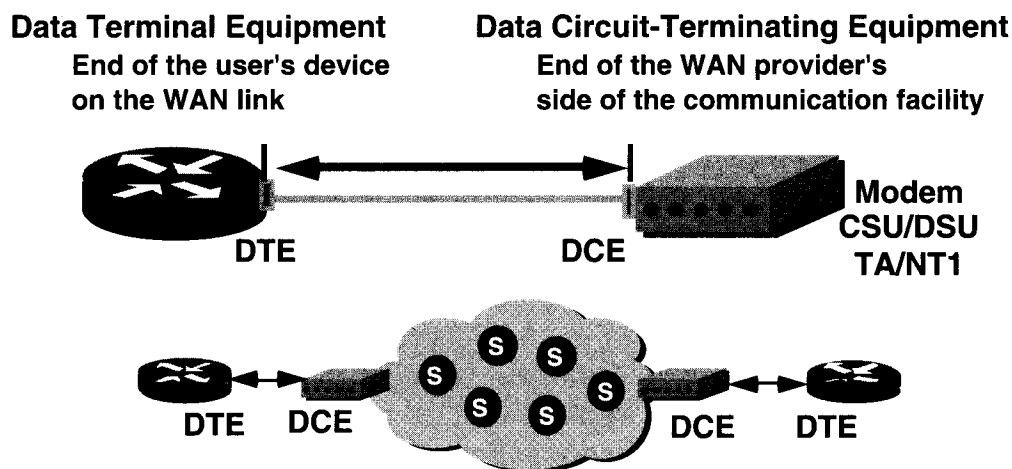 Data Terminal Equipment
End of the user's device
on the WAN link
Data Circuit-Terminating Equipment
End of the WAN provider's
side of the communication facility
DTE
DCE
Modem
CSU/DSU
TA/NT1
S
S
S
S
S
S
DTE
DCE
DCE
DTE